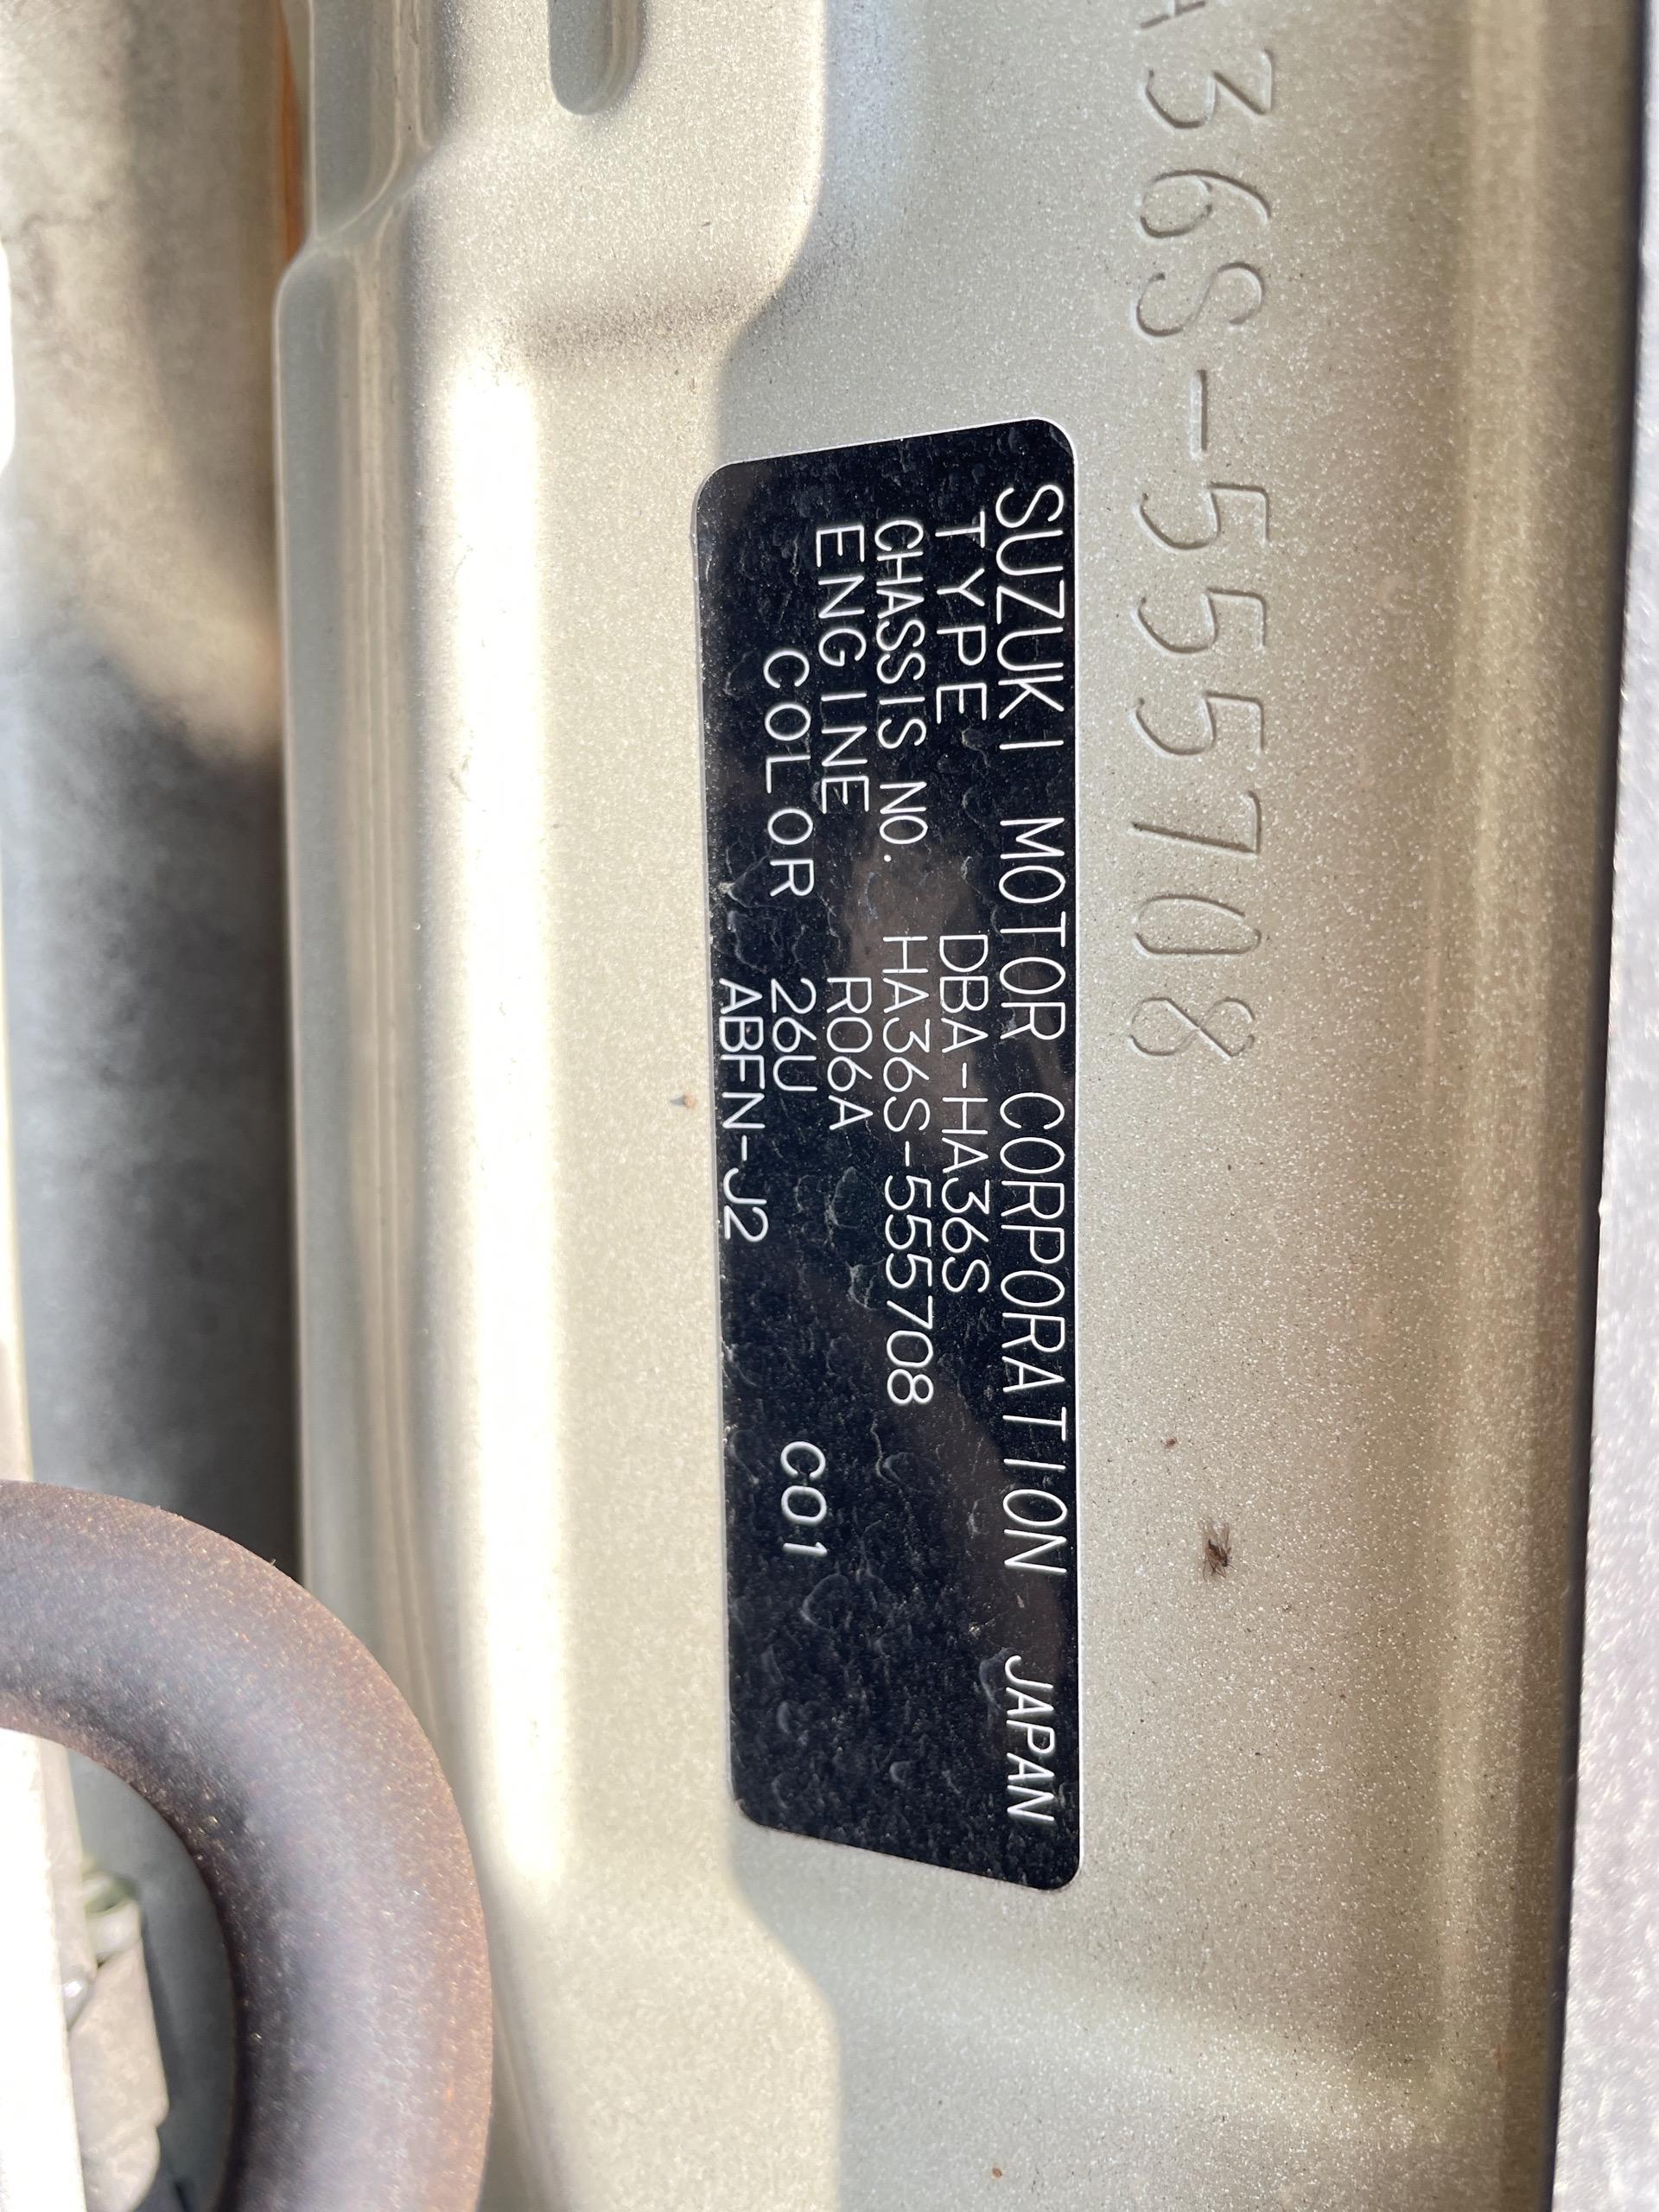 A36S-555708
SUZUKI MOTOR CORPORATION JAPAN
TYPE DBA-HA36S
CHASSIS NO. HA36S-555708
ENGINE R06A
COLOR 26U C01
ABFN-J2